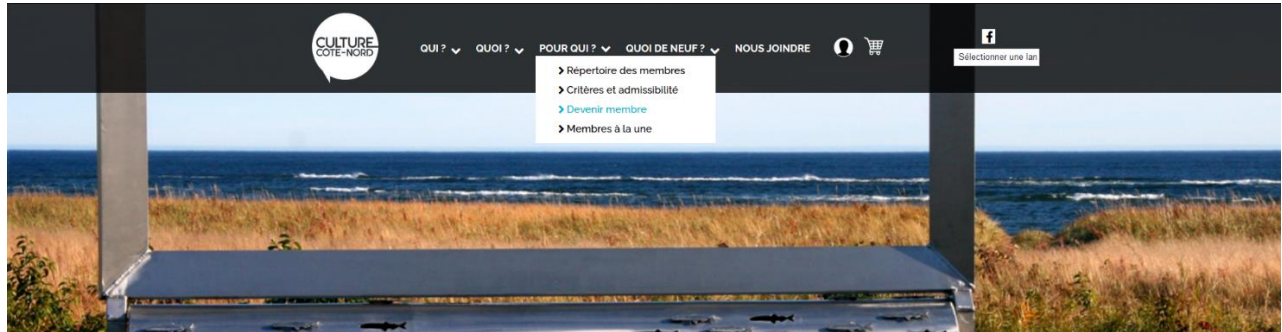 CULTURE
CÔTE-NORD
QUI ?
QUOI ?
POUR QUI ?
QUOI DE NEUF ?
NOUS JOINDRE
f
Sélectionner une lan
Répertoire des membres
Critères et admissibilité
Devenir membre
Membres à la une